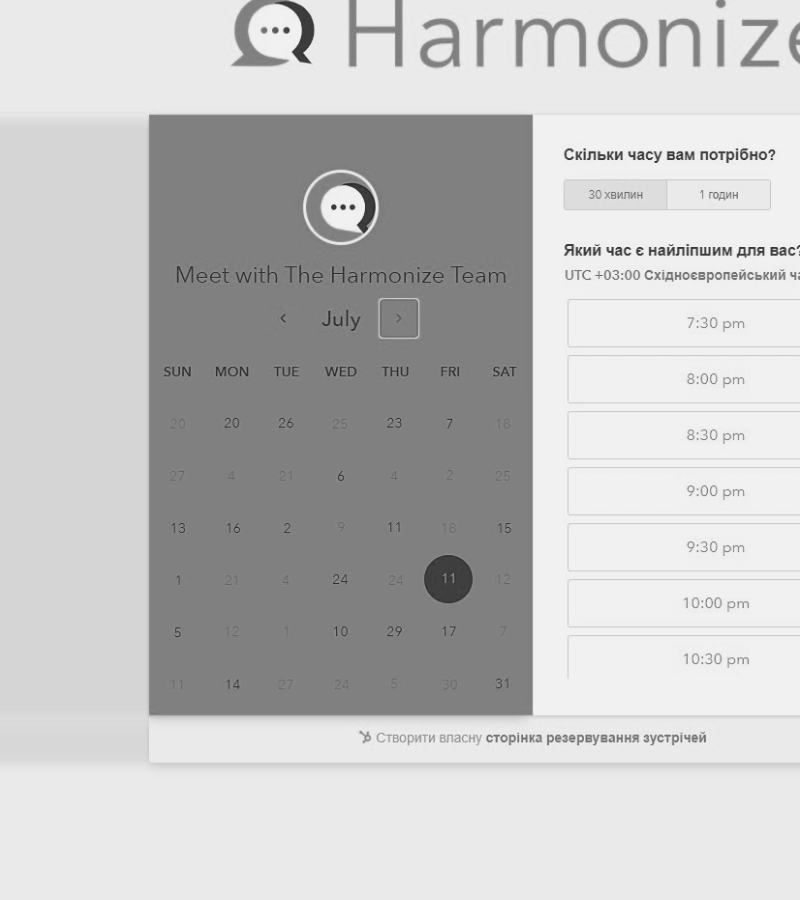 Harmonize
Meet with The Harmonize Team
July
SUN MON TUE WED THU FRI SAT
20 20 26 25 23 7 18
27 4 21 6 4 2 25
13 16 2 9 11 18 15
1 21 4 24 24 11 12
5 12 1 10 29 17 7
11 14 27 24 5 30 31
Скільки часу вам потрібно?
30 хвилин 1 годин
Який час є найліпшим для вас?
UTC +03:00 Східноєвропейський ча
7:30 pm
8:00 pm
8:30 pm
9:00 pm
9:30 pm
10:00 pm
10:30 pm
Створити власну сторінка резервування зустрічей